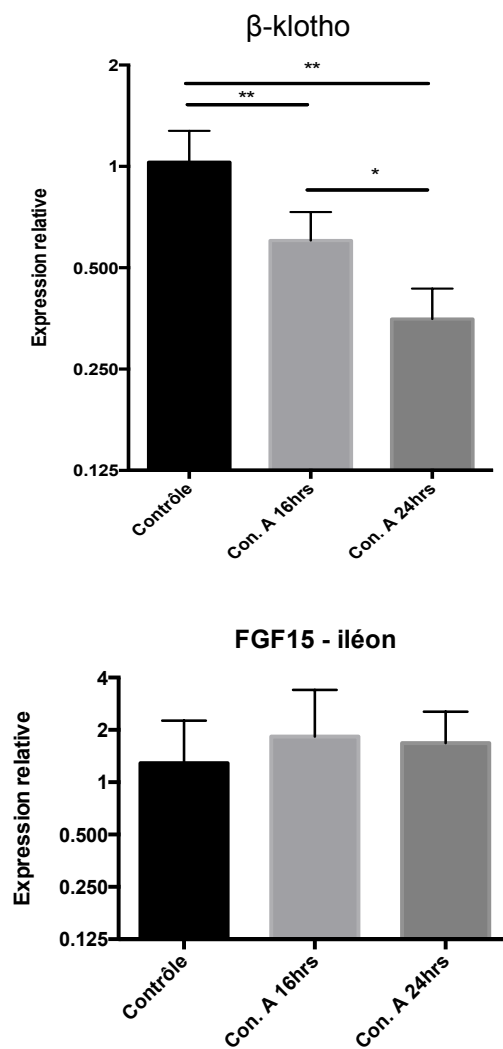 β-klotho
2
**
**
1
*
0.500
0.250
0.125
Expression relative
Contrôle
Con. A 16hrs
Con. A 24hrs
FGF15 - iléon
4
2
1
0.500
0.250
0.125
Expression relative
Contrôle
Con. A 16hrs
Con. A 24hrs